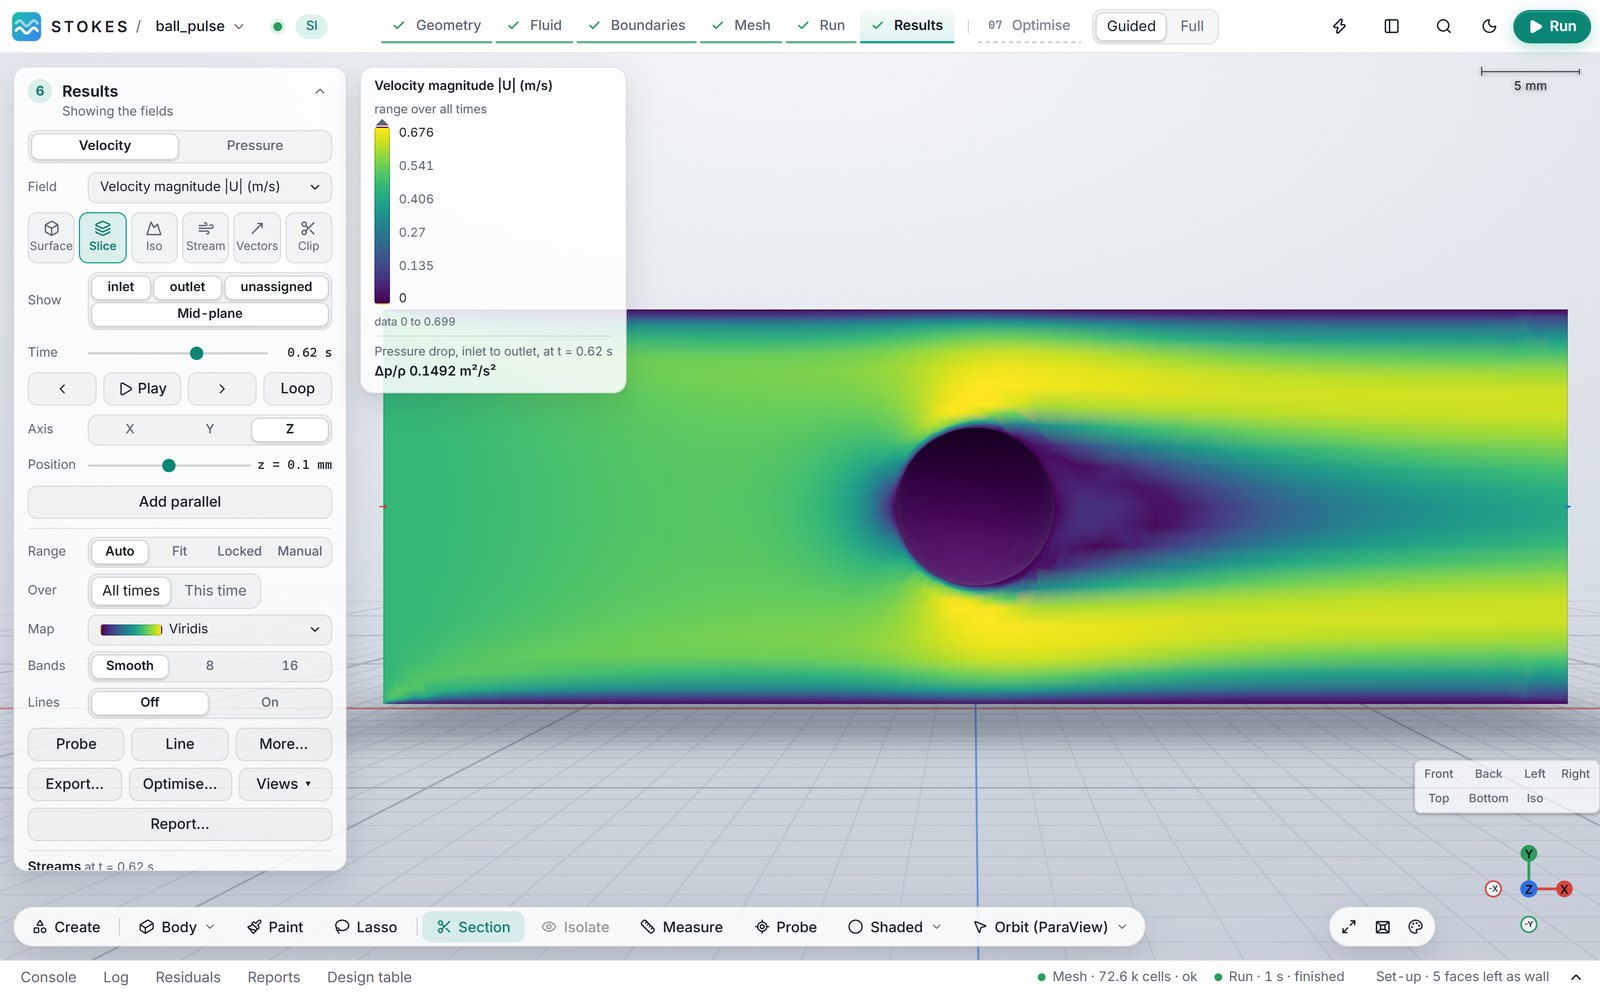 STOKES / ball_pulse SI
Geometry Fluid Boundaries Mesh Run Results 07 Optimise Guided Full Run
6 Results
Showing the fields
Velocity Pressure
Field Velocity magnitude |U| (m/s)
Surface Slice Iso Stream Vectors Clip
Show inlet outlet unassigned
Mid-plane
Time 0.62 s
Play Loop
Axis X Y Z
Position z = 0.1 mm
Add parallel
Range Auto Fit Locked Manual
Over All times This time
Map Viridis
Bands Smooth 8 16
Lines Off On
Probe Line More...
Export... Optimise... Views
Report...
Streams at t = 0.62 s
Velocity magnitude |U| (m/s)
range over all times
0.676
0.541
0.406
0.27
0.135
0
data 0 to 0.699
Pressure drop, inlet to outlet, at t = 0.62 s
Δp/ρ 0.1492 m²/s²
5 mm
Front Back Left Right
Top Bottom Iso
Y
-X Z X
-Y
Create Body Paint Lasso Section Isolate Measure Probe Shaded Orbit (ParaView)
Console Log Residuals Reports Design table
Mesh · 72.6 k cells · ok Run · 1 s · finished Set-up · 5 faces left as wall